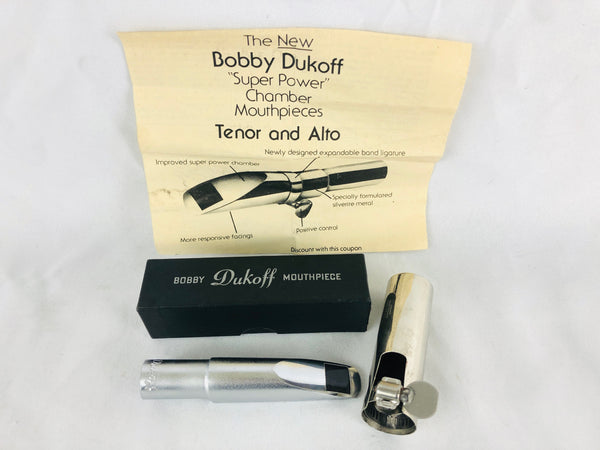 The New
Bobby Dukoff
"Super Power"
Chamber
Mouthpieces
Tenor and Alto
Newly designed expandable band ligature
Improved super power chamber
Specially formulated
silverite metal
Positive control
More responsive facings
Discount with this coupon
BOBBY Dukoff MOUTHPIECE